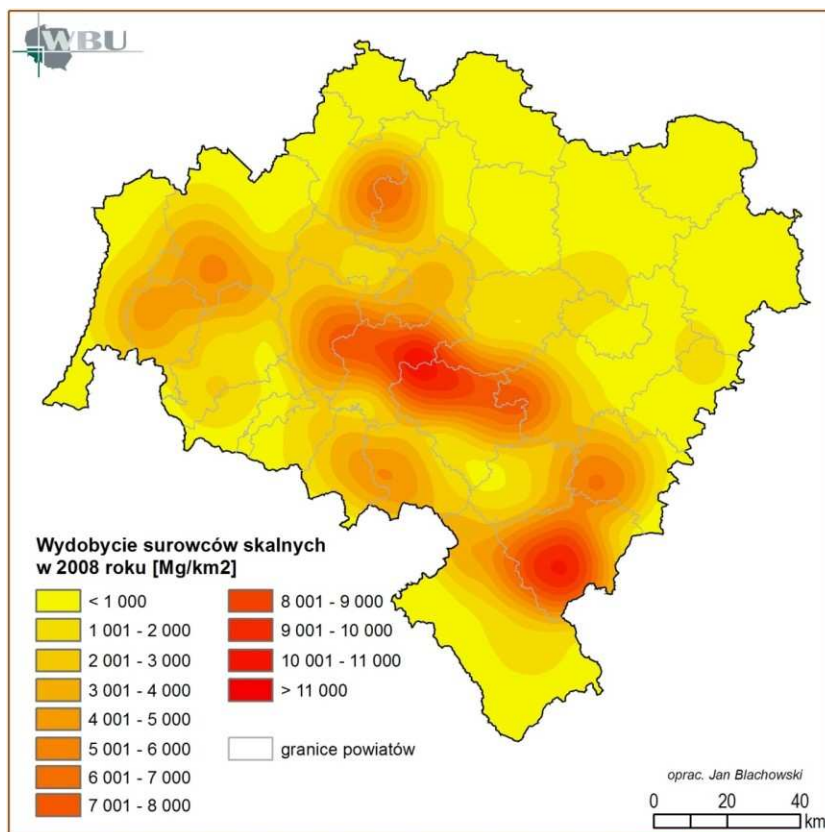 WBU
Wydobycie surowców skalnych
w 2008 roku [Mg/km2]
< 1 000
1 001 - 2 000
2 001 - 3 000
3 001 - 4 000
4 001 - 5 000
5 001 - 6 000
6 001 - 7 000
7 001 - 8 000
8 001 - 9 000
9 001 - 10 000
10 001 - 11 000
> 11 000
granice powiatów
oprac. Jan Blachowski
0 20 40
km